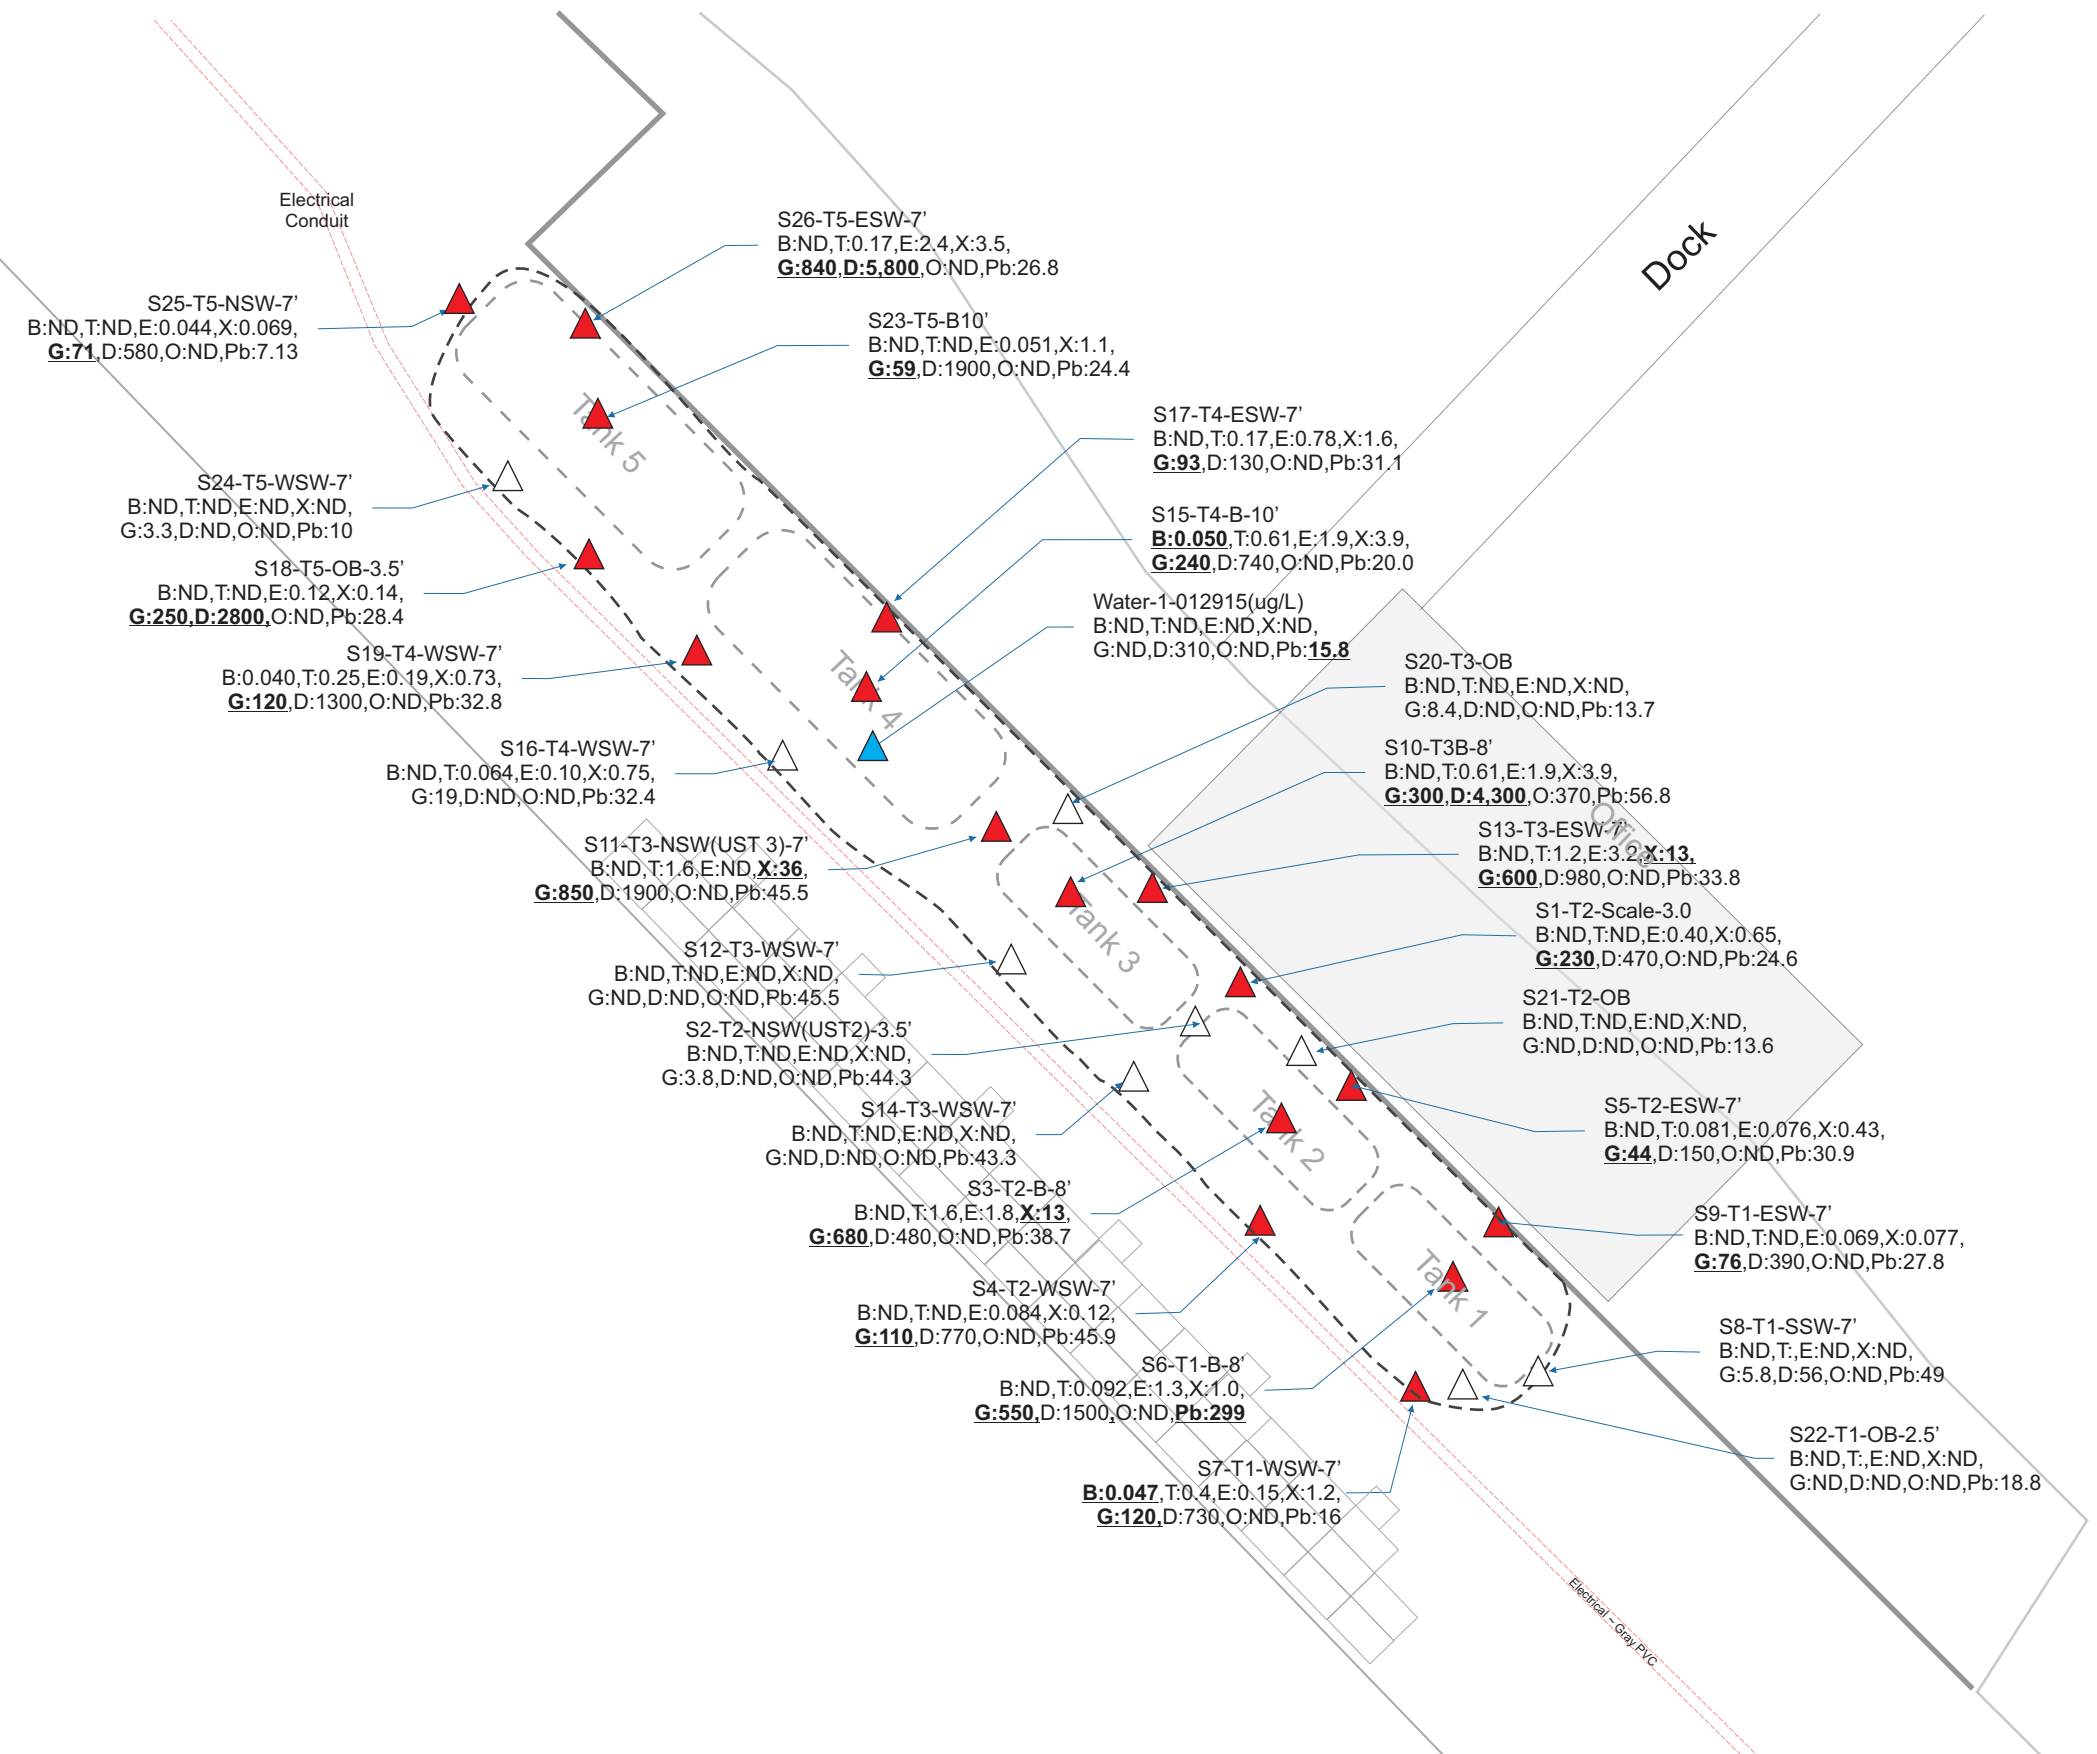 Electrical
Conduit
S26-T5-ESW-7’
B:ND,T:0.17,E:2.4,X:3.5,
G:840,D:5,800,O:ND,Pb:26.8
Dock
S25-T5-NSW-7’
B:ND,T:ND,E:0.044,X:0.069,
G:71,D:580,O:ND,Pb:7.13
S23-T5-B10’
B:ND,T:ND,E:0.051,X:1.1,
G:59,D:1900,O:ND,Pb:24.4
Tank 5
S17-T4-ESW-7’
B:ND,T:0.17,E:0.78,X:1.6,
G:93,D:130,O:ND,Pb:31.1
S24-T5-WSW-7’
B:ND,T:ND,E:ND,X:ND,
G:3.3,D:ND,O:ND,Pb:10
S15-T4-B-10’
B:0.050,T:0.61,E:1.9,X:3.9,
G:240,D:740,O:ND,Pb:20.0
S18-T5-OB-3.5’
B:ND,T:ND,E:0.12,X:0.14,
G:250,D:2800,O:ND,Pb:28.4
Water-1-012915(ug/L)
B:ND,T:ND,E:ND,X:ND,
G:ND,D:310,O:ND,Pb:15.8
S19-T4-WSW-7’
B:0.040,T:0.25,E:0.19,X:0.73,
G:120,D:1300,O:ND,Pb:32.8
Tank 4
S20-T3-OB
B:ND,T:ND,E:ND,X:ND,
G:8.4,D:ND,O:ND,Pb:13.7
S16-T4-WSW-7’
B:ND,T:0.064,E:0.10,X:0.75,
G:19,D:ND,O:ND,Pb:32.4
S10-T3B-8’
B:ND,T:0.61,E:1.9,X:3.9,
G:300,D:4,300,O:370,Pb:56.8
Office
S11-T3-NSW(UST 3)-7’
B:ND,T:1.6,E:ND,X:36,
G:850,D:1900,O:ND,Pb:45.5
S13-T3-ESW-7’
B:ND,T:1.2,E:3.2,X:13,
G:600,D:980,O:ND,Pb:33.8
Tank 3
S1-T2-Scale-3.0
B:ND,T:ND,E:0.40,X:0.65,
G:230,D:470,O:ND,Pb:24.6
S12-T3-WSW-7’
B:ND,T:ND,E:ND,X:ND,
G:ND,D:ND,O:ND,Pb:45.5
S21-T2-OB
B:ND,T:ND,E:ND,X:ND,
G:ND,D:ND,O:ND,Pb:13.6
S2-T2-NSW(UST2)-3.5’
B:ND,T:ND,E:ND,X:ND,
G:3.8,D:ND,O:ND,Pb:44.3
S14-T3-WSW-7’
B:ND,T:ND,E:ND,X:ND,
G:ND,D:ND,O:ND,Pb:43.3
Tank 2
S5-T2-ESW-7’
B:ND,T:0.081,E:0.076,X:0.43,
G:44,D:150,O:ND,Pb:30.9
S3-T2-B-8’
B:ND,T:1.6,E:1.8,X:13,
G:680,D:480,O:ND,Pb:38.7
S9-T1-ESW-7’
B:ND,T:ND,E:0.069,X:0.077,
G:76,D:390,O:ND,Pb:27.8
S4-T2-WSW-7’
B:ND,T:ND,E:0.084,X:0.12,
G:110,D:770,O:ND,Pb:45.9
Tank 1
S8-T1-SSW-7’
B:ND,T:,E:ND,X:ND,
G:5.8,D:56,O:ND,Pb:49
S6-T1-B-8’
B:ND,T:0.092,E:1.3,X:1.0,
G:550,D:1500,O:ND,Pb:299
S22-T1-OB-2.5’
B:ND,T:,E:ND,X:ND,
G:ND,D:ND,O:ND,Pb:18.8
S7-T1-WSW-7’
B:0.047,T:0.4,E:0.15,X:1.2,
G:120,D:730,O:ND,Pb:16
Electrical ~ Gray PVC